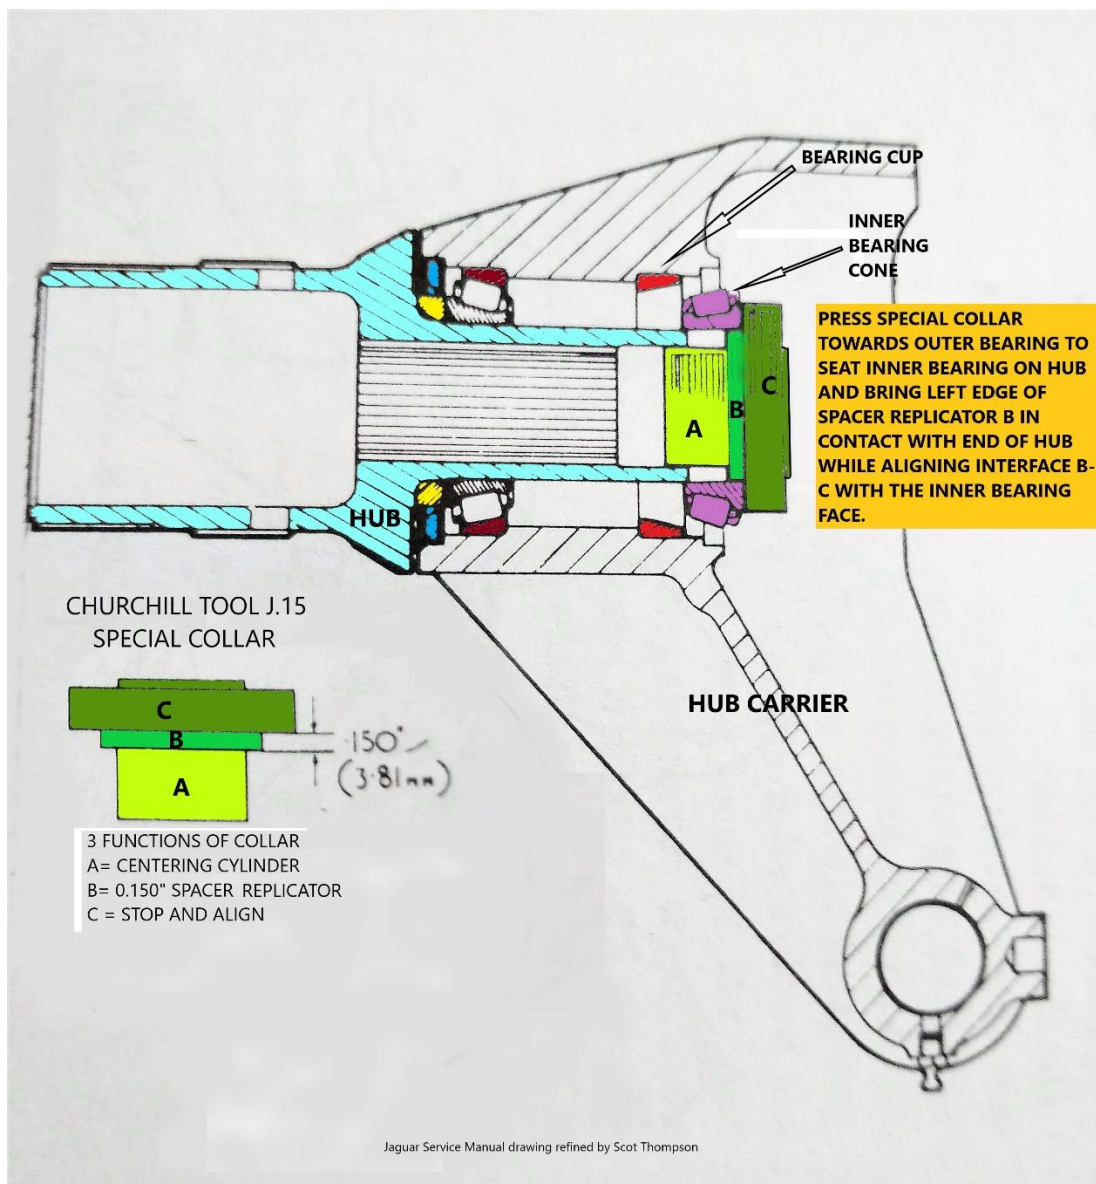 BEARING CUP
INNER
BEARING
CONE
PRESS SPECIAL COLLAR
TOWARDS OUTER BEARING TO
SEAT INNER BEARING ON HUB
AND BRING LEFT EDGE OF
SPACER REPLICATOR B IN
CONTACT WITH END OF HUB
WHILE ALIGNING INTERFACE B-
C WITH THE INNER BEARING
FACE.
A
B
C
HUB
CHURCHILL TOOL J.15
SPECIAL COLLAR
C
B
A
.150"
(3.81mm)
HUB CARRIER
3 FUNCTIONS OF COLLAR
A= CENTERING CYLINDER
B= 0.150" SPACER REPLICATOR
C = STOP AND ALIGN
Jaguar Service Manual drawing refined by Scot Thompson